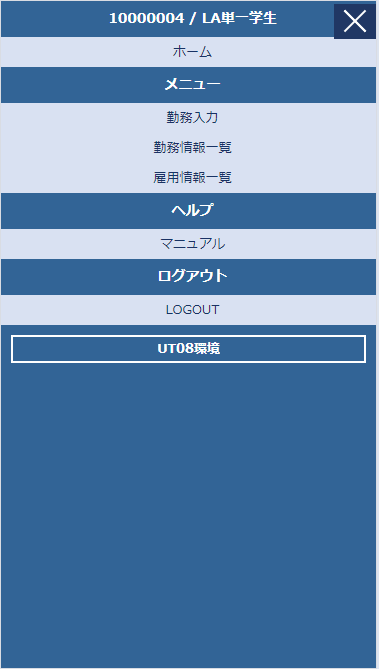 10000004 / LA単一学生
ホーム
メニュー
勤務入力
勤務情報一覧
雇用情報一覧
ヘルプ
マニュアル
ログアウト
LOGOUT
UT08環境